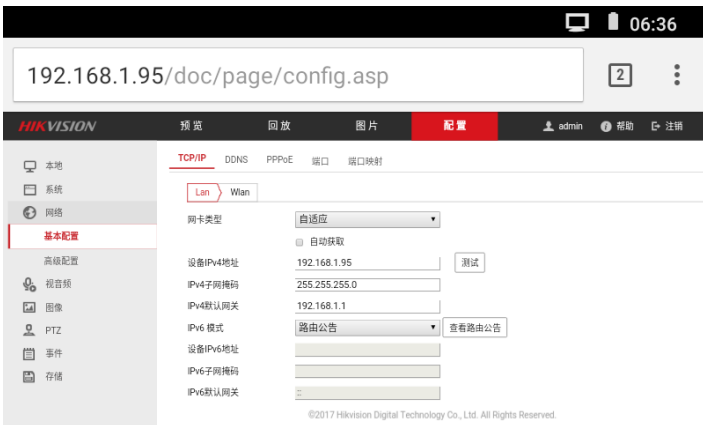 06:36
192.168.1.95/doc/page/config.asp
2
HIKVISION 预览 回放 图片 配置 admin 帮助 注销
本地
系统
网络
基本配置
高级配置
视音频
图像
PTZ
事件
存储
TCP/IP DDNS PPPoE 端口 端口映射
Lan Wlan
网卡类型 自适应
自动获取
设备IPv4地址 192.168.1.95 测试
IPv4子网掩码 255.255.255.0
IPv4默认网关 192.168.1.1
IPv6 模式 路由公告 查看路由公告
设备IPv6地址
IPv6子网掩码
IPv6默认网关 ::
©2017 Hikvision Digital Technology Co., Ltd. All Rights Reserved.